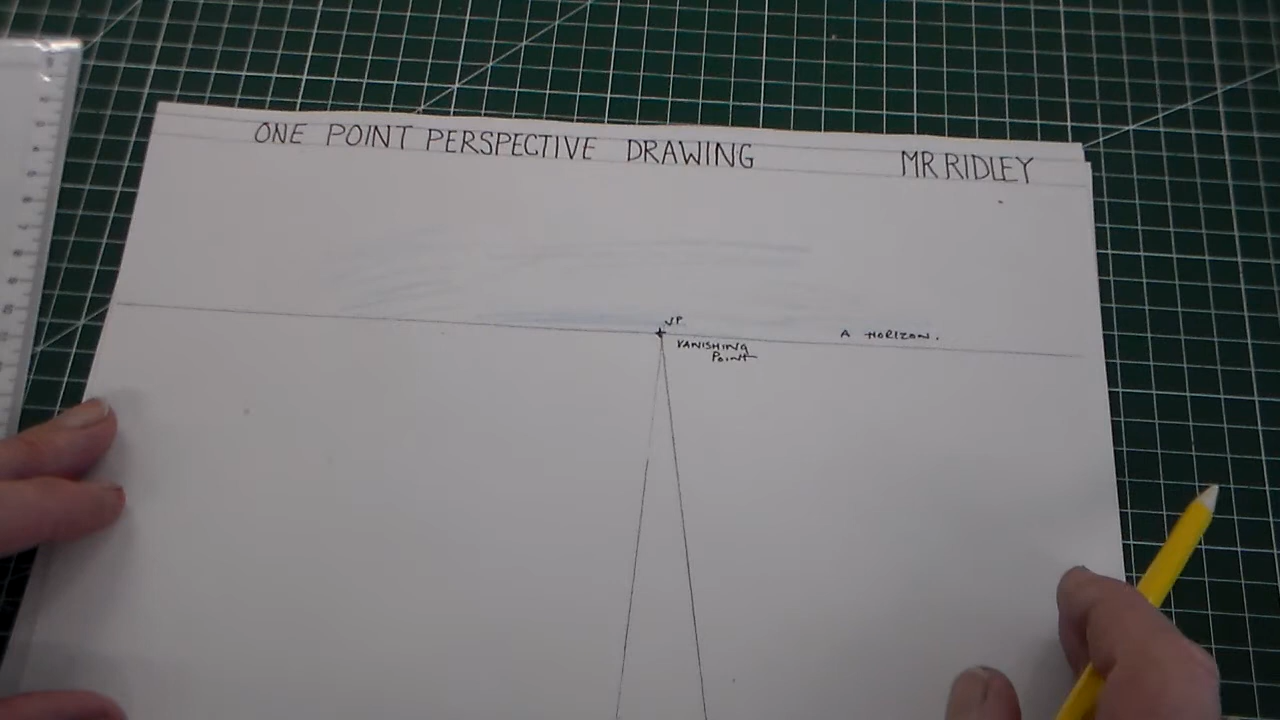 ONE POINT PERSPECTIVE DRAWING MR RIDLEY
VP
VANISHING
POINT
A HORIZON.